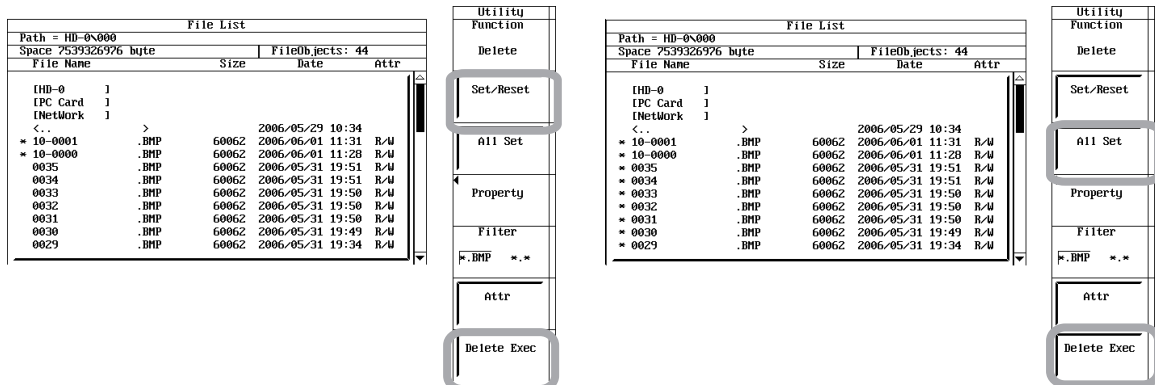 File List
Path = HD-0\000
Space 7539326976 byte FileObjects: 44
File Name Size Date Attr
[HD-0 ]
[PC Card ]
[NetWork ]
<.. > 2006/05/29 10:34
* 10-0001 .BMP 60062 2006/06/01 11:31 R/W
* 10-0000 .BMP 60062 2006/06/01 11:28 R/W
0035 .BMP 60062 2006/05/31 19:51 R/W
0034 .BMP 60062 2006/05/31 19:51 R/W
0033 .BMP 60062 2006/05/31 19:50 R/W
0032 .BMP 60062 2006/05/31 19:50 R/W
0031 .BMP 60062 2006/05/31 19:50 R/W
0030 .BMP 60062 2006/05/31 19:49 R/W
0029 .BMP 60062 2006/05/31 19:34 R/W
Utility
Function
Delete
Set/Reset
All Set
Property
Filter
*.BMP *.*
Attr
Delete Exec
File List
Path = HD-0\000
Space 7539326976 byte FileObjects: 44
File Name Size Date Attr
[HD-0 ]
[PC Card ]
[NetWork ]
<.. > 2006/05/29 10:34
* 10-0001 .BMP 60062 2006/06/01 11:31 R/W
* 10-0000 .BMP 60062 2006/06/01 11:28 R/W
* 0035 .BMP 60062 2006/05/31 19:51 R/W
* 0034 .BMP 60062 2006/05/31 19:51 R/W
* 0033 .BMP 60062 2006/05/31 19:50 R/W
* 0032 .BMP 60062 2006/05/31 19:50 R/W
* 0031 .BMP 60062 2006/05/31 19:50 R/W
* 0030 .BMP 60062 2006/05/31 19:49 R/W
* 0029 .BMP 60062 2006/05/31 19:34 R/W
Utility
Function
Delete
Set/Reset
All Set
Property
Filter
*.BMP *.*
Attr
Delete Exec